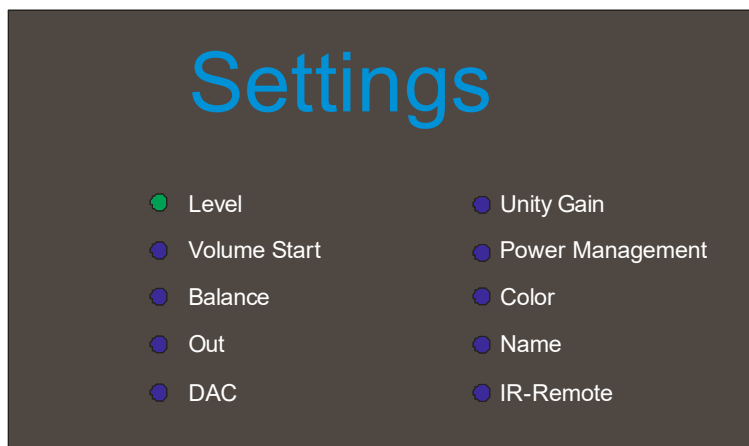 Settings
Level
Volume Start
Balance
Out
DAC
Unity Gain
Power Management
Color
Name
IR-Remote